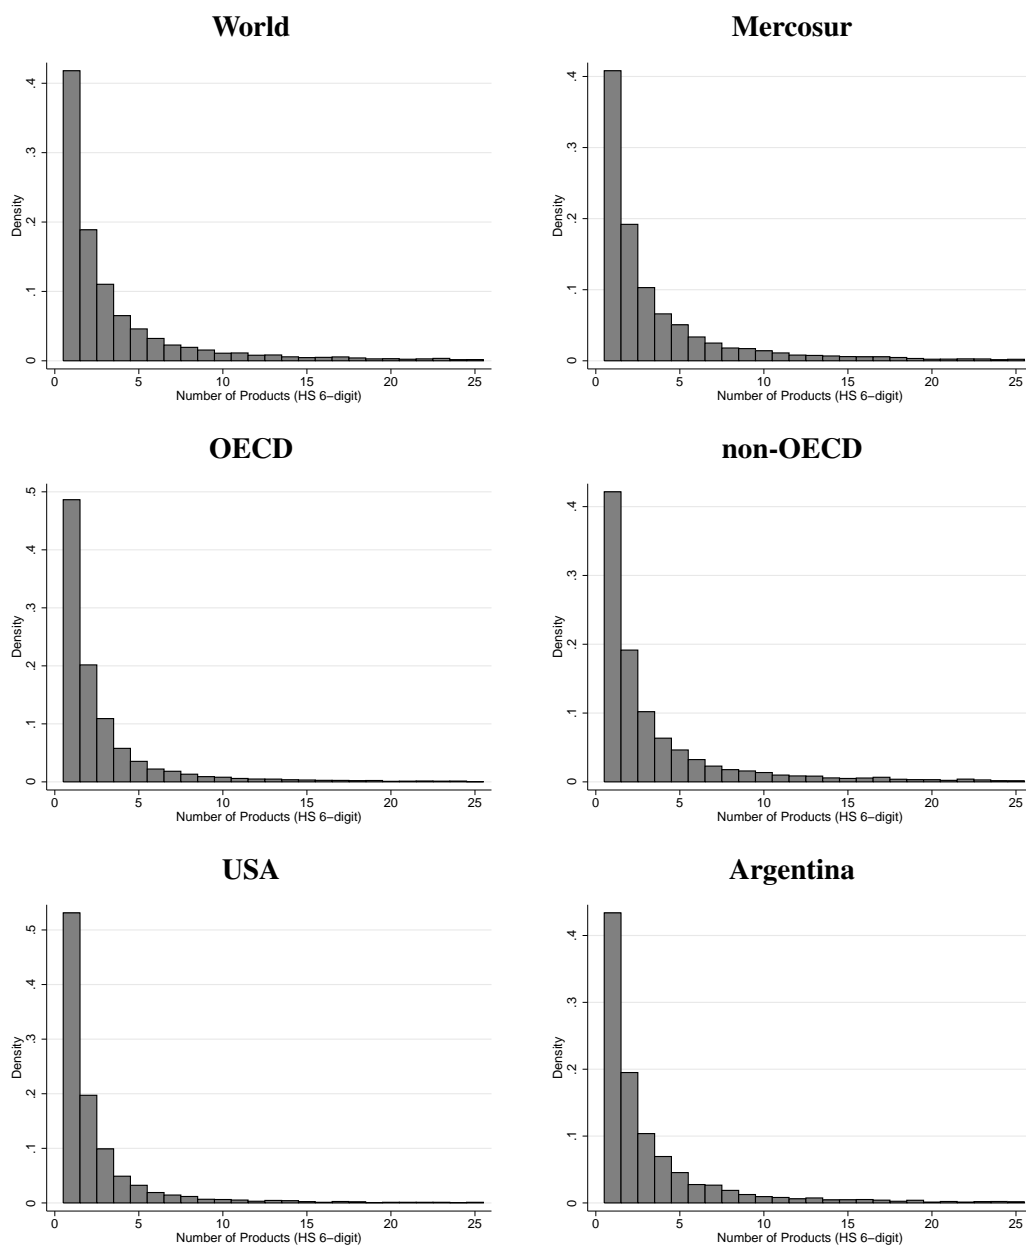 World
Mercosur
Density
0 .1 .2 .3 .4
0 5 10 15 20 25
Number of Products (HS 6−digit)
Density
0 .1 .2 .3 .4
0 5 10 15 20 25
Number of Products (HS 6−digit)
OECD
non-OECD
Density
0 .1 .2 .3 .4 .5
0 5 10 15 20 25
Number of Products (HS 6−digit)
Density
0 .1 .2 .3 .4
0 5 10 15 20 25
Number of Products (HS 6−digit)
USA
Argentina
Density
0 .1 .2 .3 .4 .5
0 5 10 15 20 25
Number of Products (HS 6−digit)
Density
0 .1 .2 .3 .4
0 5 10 15 20 25
Number of Products (HS 6−digit)